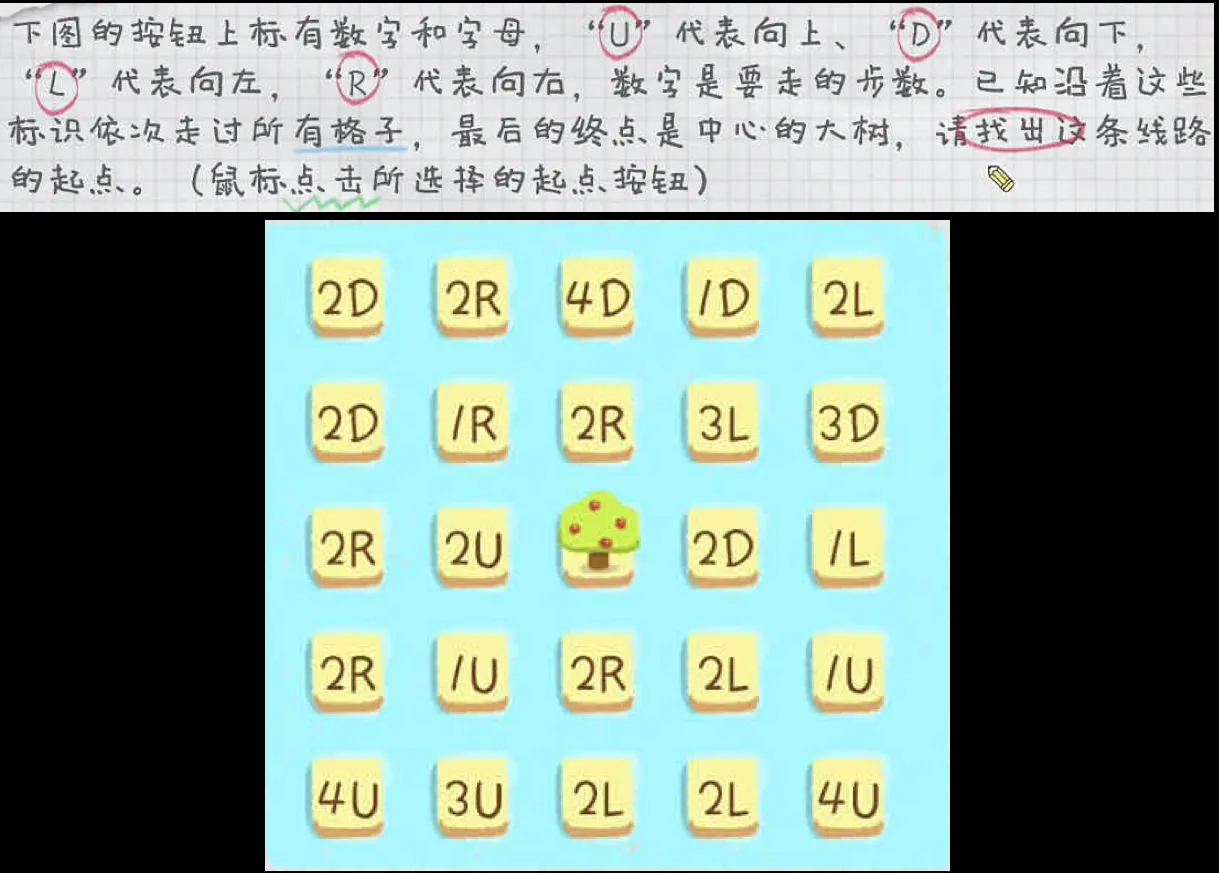 下图的按钮上标有数字和字母，“U”代表向上、“D”代表向下，
“L”代表向左，“R”代表向右，数字是要走的步数。已知沿着这些
标识依次走过所有格子，最后的终点是中心的大树，请找出这条线路
的起点。（鼠标点击所选择的起点按钮）
2D 2R 4D 1D 2L
2D 1R 2R 3L 3D
2R 2U 2D 1L
2R 1U 2R 2L 1U
4U 3U 2L 2L 4U